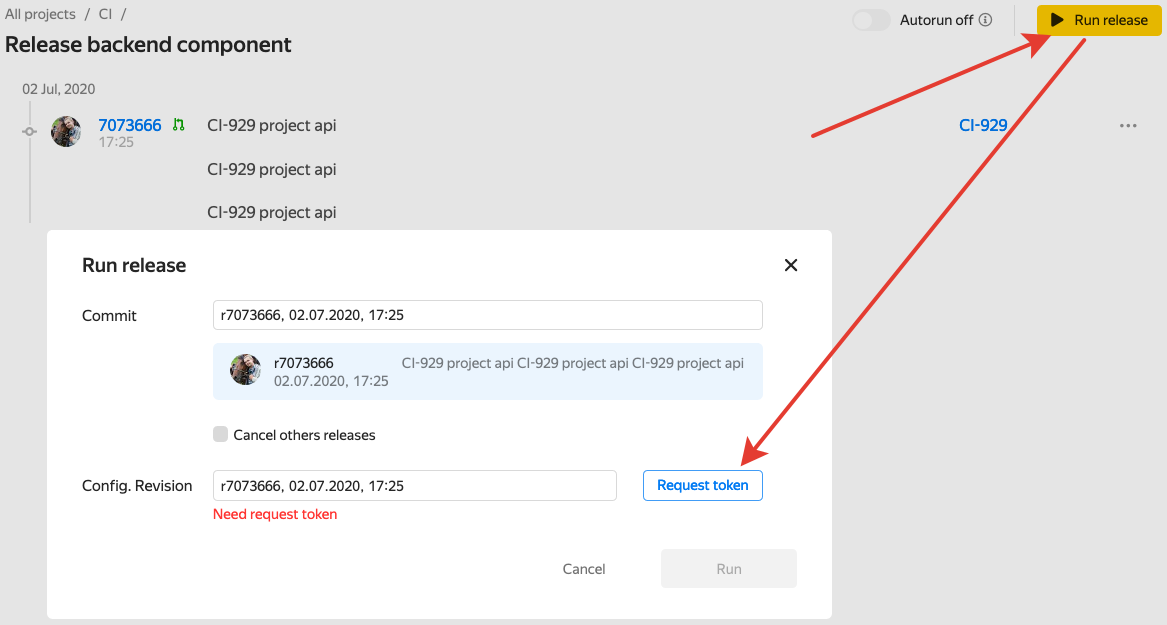 All projects / CI /
Autorun off
Run release
Release backend component
02 Jul, 2020
7073666 CI-929 project api CI-929
17:25
CI-929 project api
CI-929 project api
Run release
Commit r7073666, 02.07.2020, 17:25
r7073666 CI-929 project api CI-929 project api CI-929 project api
02.07.2020, 17:25
Cancel others releases
Config. Revision r7073666, 02.07.2020, 17:25 Request token
Need request token
Cancel Run